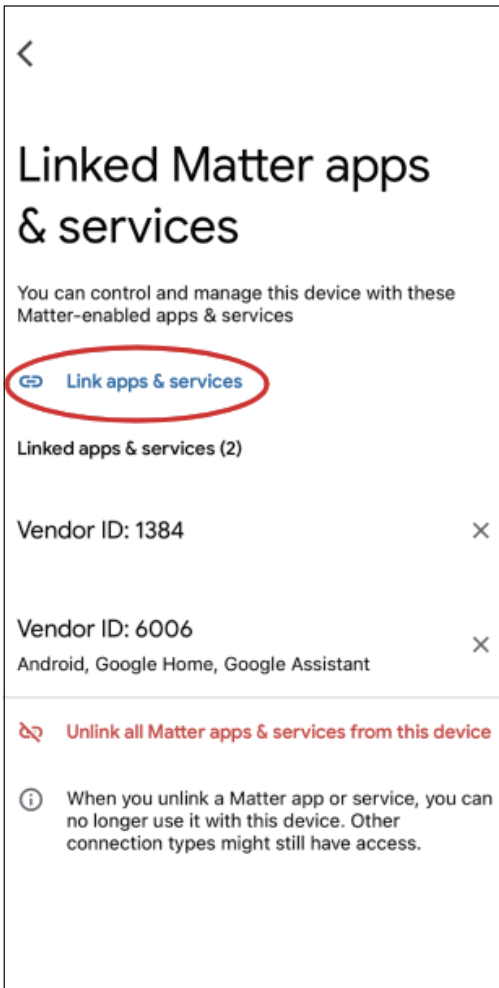 Linked Matter apps
& services
You can control and manage this device with these
Matter-enabled apps & services
Link apps & services
Linked apps & services (2)
Vendor ID: 1384
Vendor ID: 6006
Android, Google Home, Google Assistant
Unlink all Matter apps & services from this device
When you unlink a Matter app or service, you can
no longer use it with this device. Other
connection types might still have access.